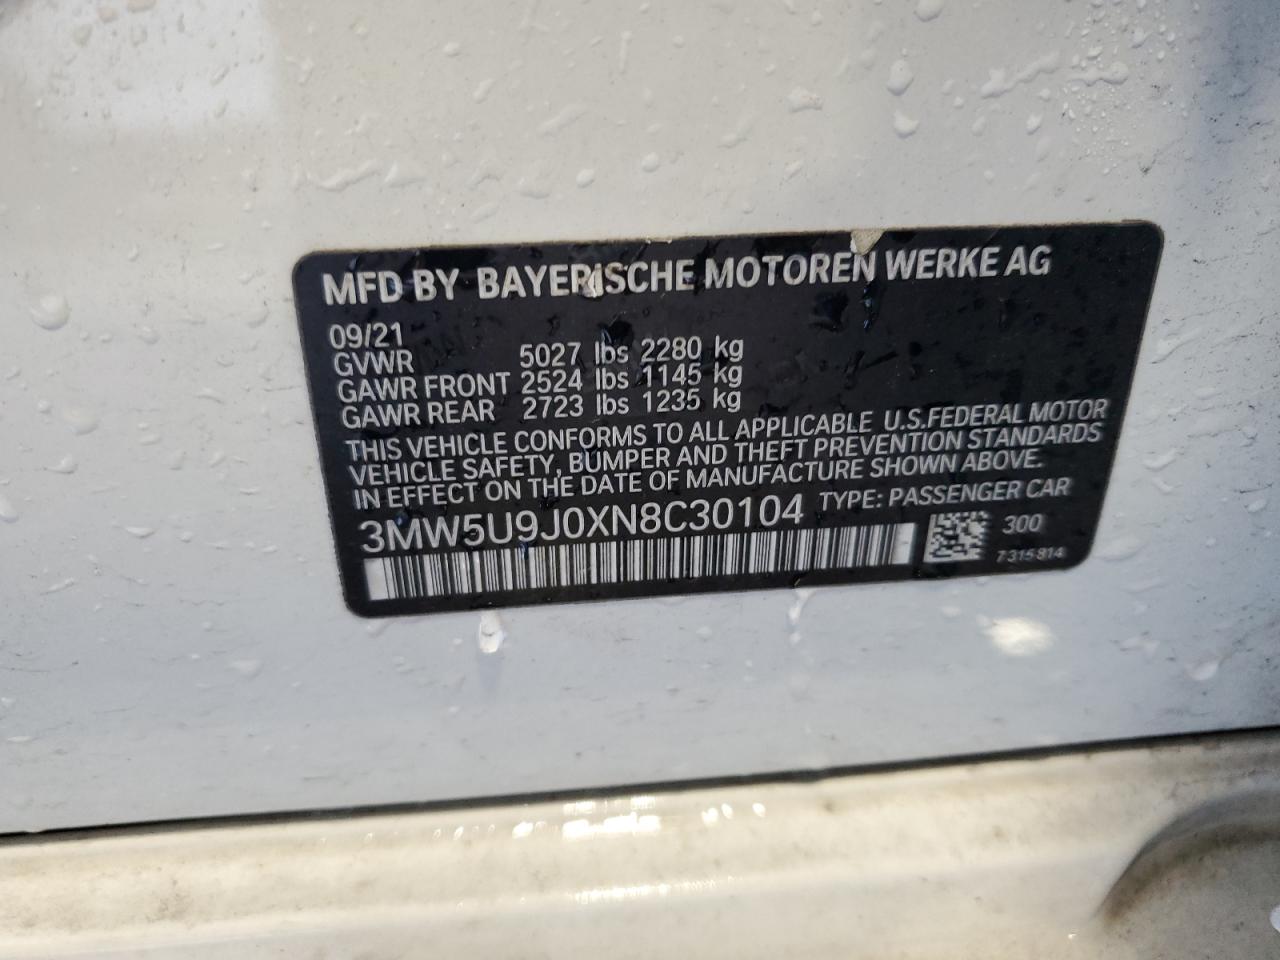 MFD BY BAYERISCHE MOTOREN WERKE AG
09/21
GVWR 5027 lbs 2280 kg
GAWR FRONT 2524 lbs 1145 kg
GAWR REAR 2723 lbs 1235 kg
THIS VEHICLE CONFORMS TO ALL APPLICABLE U.S.FEDERAL MOTOR
VEHICLE SAFETY, BUMPER AND THEFT PREVENTION STANDARDS
IN EFFECT ON THE DATE OF MANUFACTURE SHOWN ABOVE.
3MW5U9J0XN8C30104 TYPE: PASSENGER CAR
300
7315814